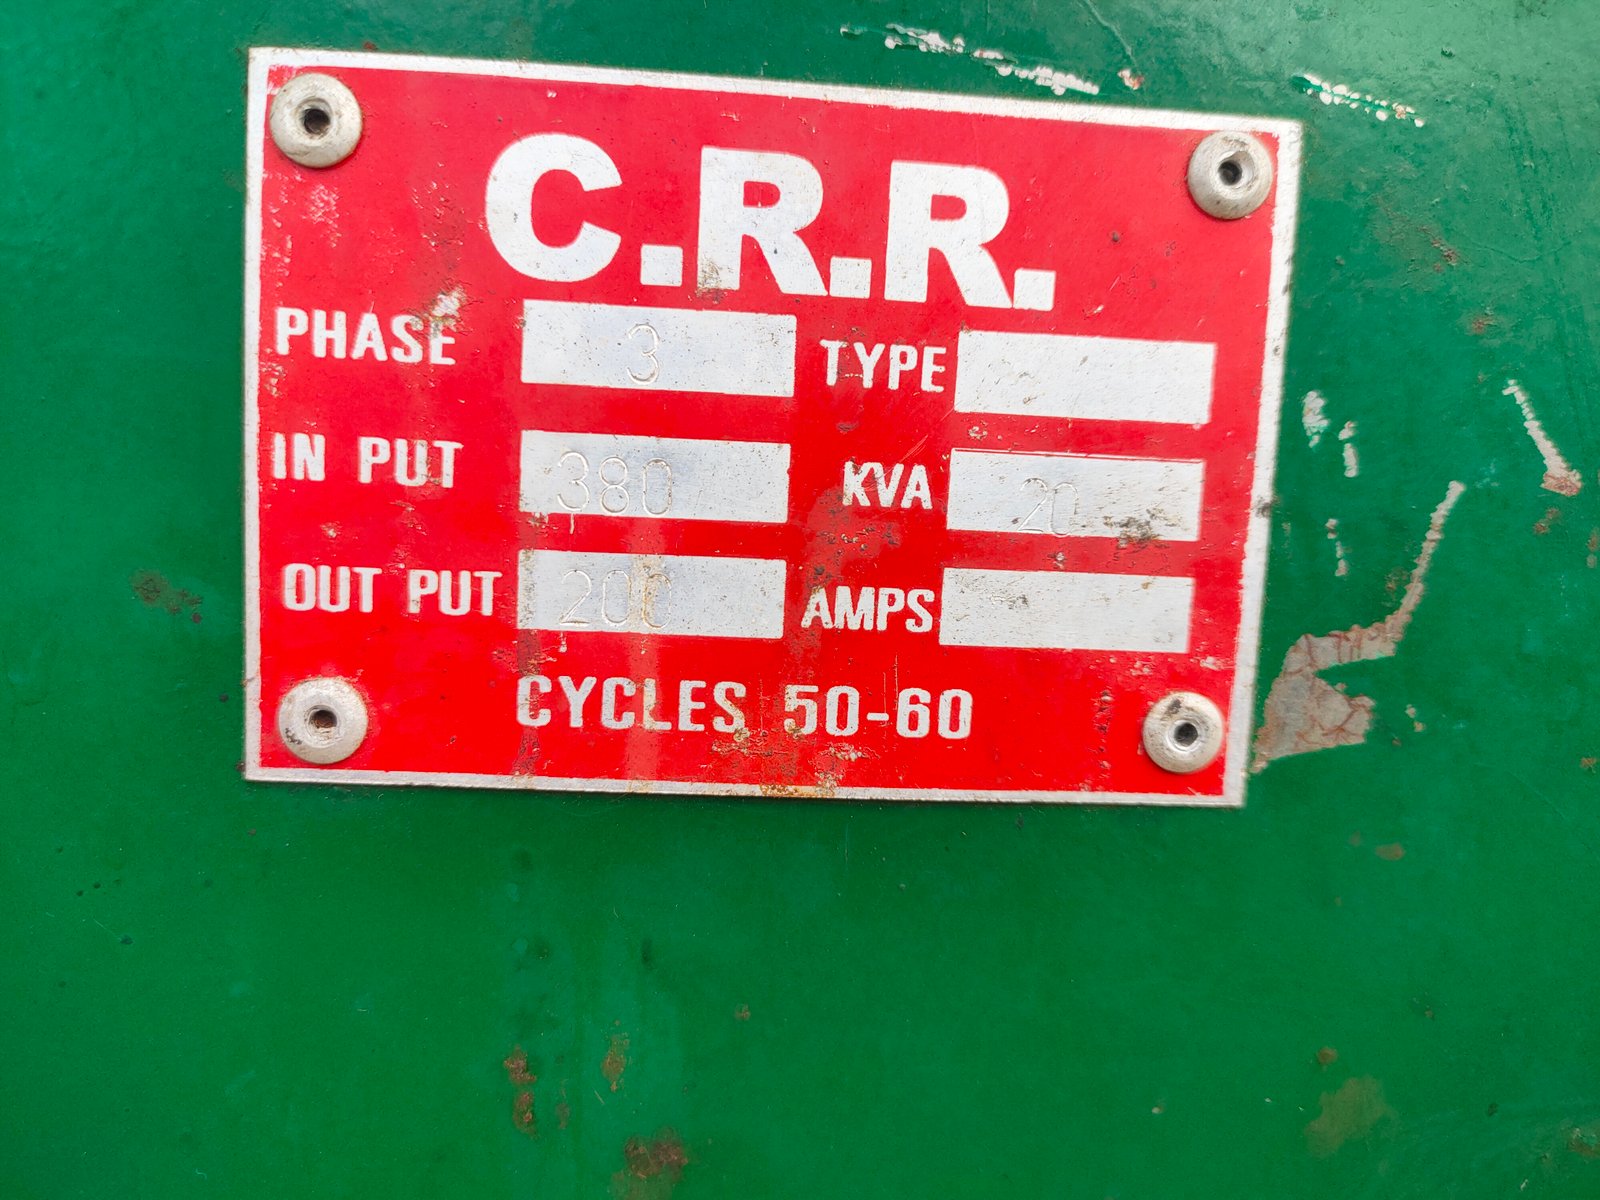 C.R.R.
PHASE 3 TYPE
IN PUT 380 KVA 20
OUT PUT 200 AMPS
CYCLES 50-60